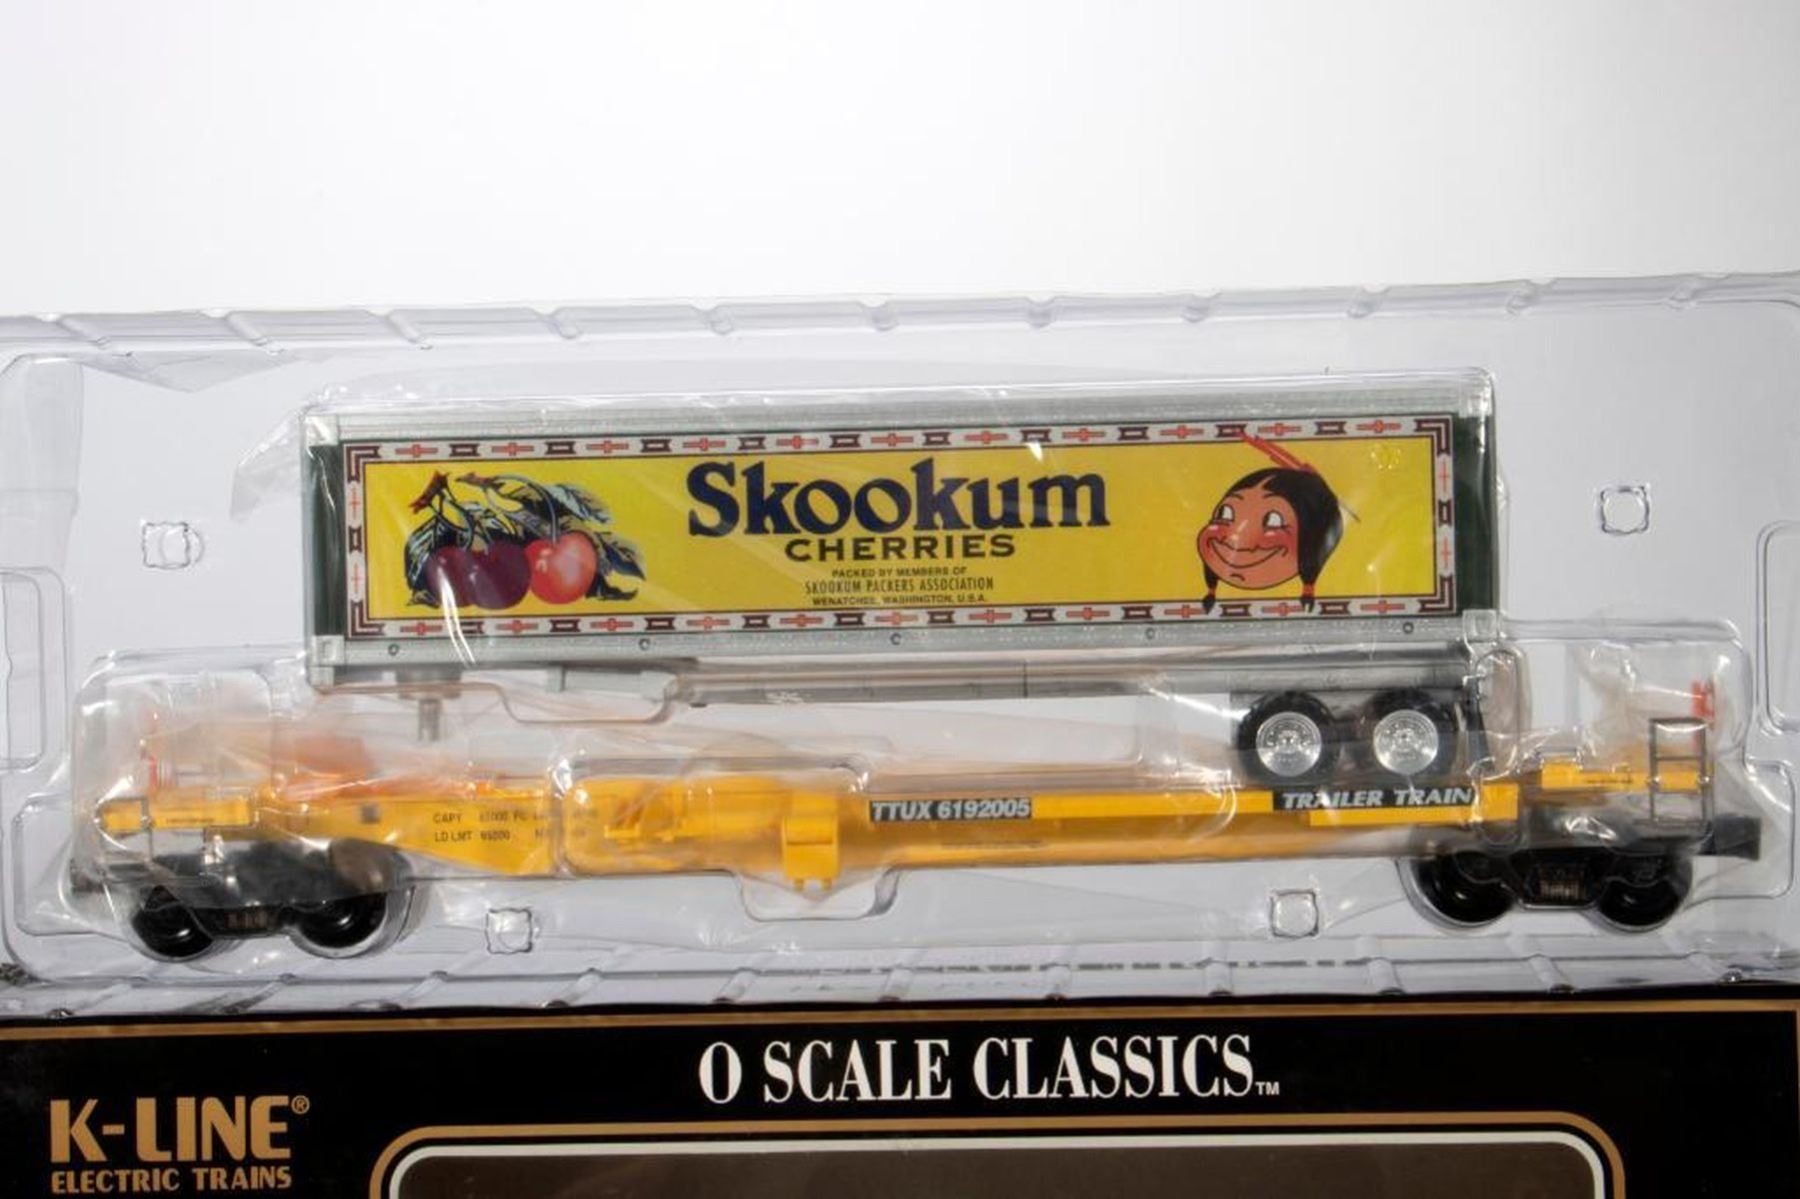 Skookum
CHERRIES
PACKED BY MEMBERS OF
SKOOKUM PACKERS ASSOCIATION
WENATCHEE, WASHINGTON, U.S.A.
TTUX 6192005
TRAILER TRAIN
CAPY
LD LMT
O SCALE CLASSICS™
K-LINE®
ELECTRIC TRAINS